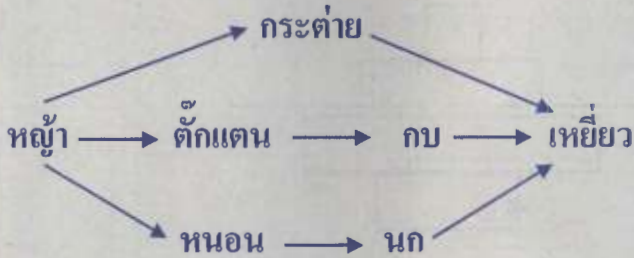 กระต่าย
หญ้า ตั๊กแตน กบ เหยี่ยว
หนอน นก